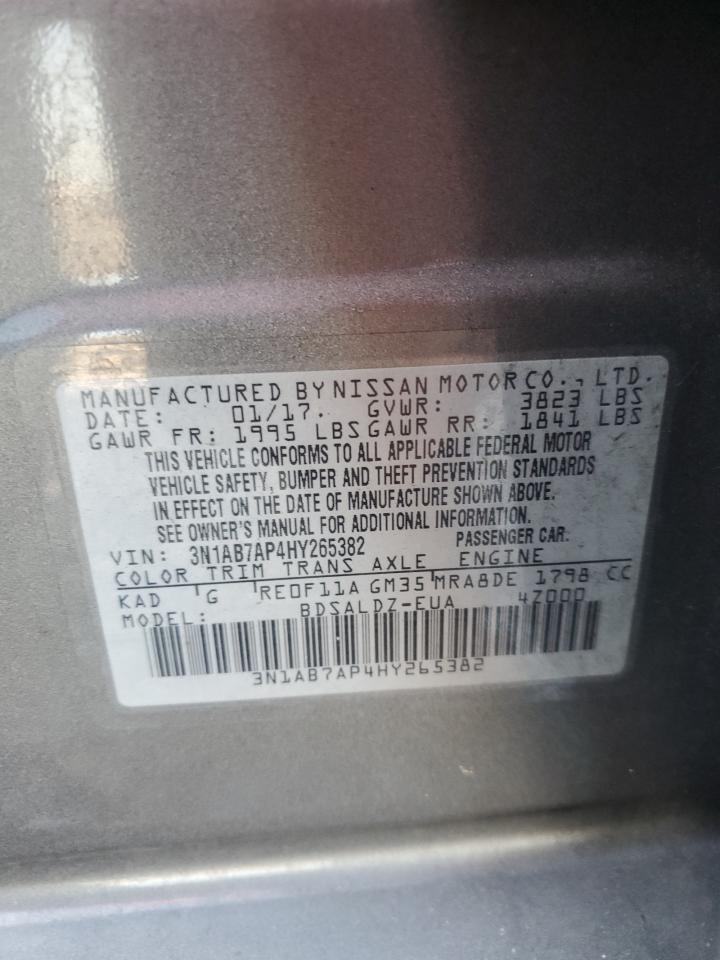 MANUFACTURED BY NISSAN MOTOR CO., LTD.
DATE: 01/17. GVWR: 3823 LBS
GAWR FR: 1995 LBS GAWR RR: 1841 LBS
THIS VEHICLE CONFORMS TO ALL APPLICABLE FEDERAL MOTOR
VEHICLE SAFETY, BUMPER AND THEFT PREVENTION STANDARDS
IN EFFECT ON THE DATE OF MANUFACTURE SHOWN ABOVE.
SEE OWNER'S MANUAL FOR ADDITIONAL INFORMATION.
VIN: 3N1AB7AP4HY265382 PASSENGER CAR.
COLOR TRIM TRANS AXLE ENGINE
KAD G RE0F11A GM35 MRA8DE 1798 CC
MODEL: BDSALDZ-EUA 4Z000
3N1AB7AP4HY265382